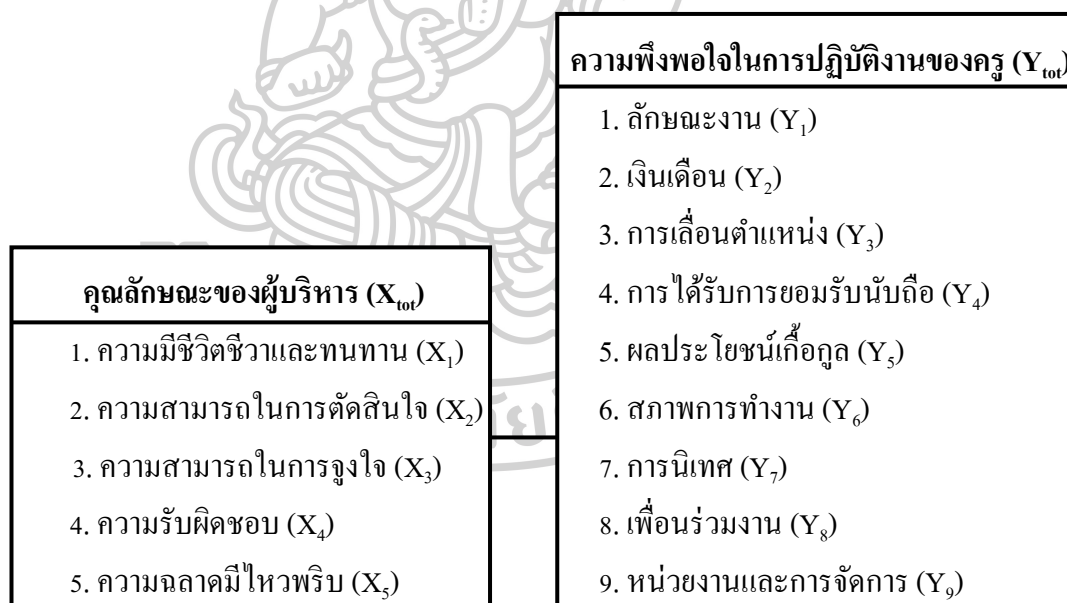 ความพึงพอใจในการปฏิบัติงานของครู (Y_tot)
1. ลักษณะงาน (Y₁)
2. เงินเดือน (Y₂)
3. การเลื่อนตำแหน่ง (Y₃)
4. การได้รับการยอมรับนับถือ (Y₄)
5. ผลประโยชน์เกื้อกูล (Y₅)
6. สภาพการทำงาน (Y₆)
7. การนิเทศ (Y₇)
8. เพื่อนร่วมงาน (Y₈)
9. หน่วยงานและการจัดการ (Y₉)
คุณลักษณะของผู้บริหาร (X_tot)
1. ความมีชีวิตชีวาและทนทาน (X₁)
2. ความสามารถในการตัดสินใจ (X₂)
3. ความสามารถในการจูงใจ (X₃)
4. ความรับผิดชอบ (X₄)
5. ความฉลาดมีไหวพริบ (X₅)